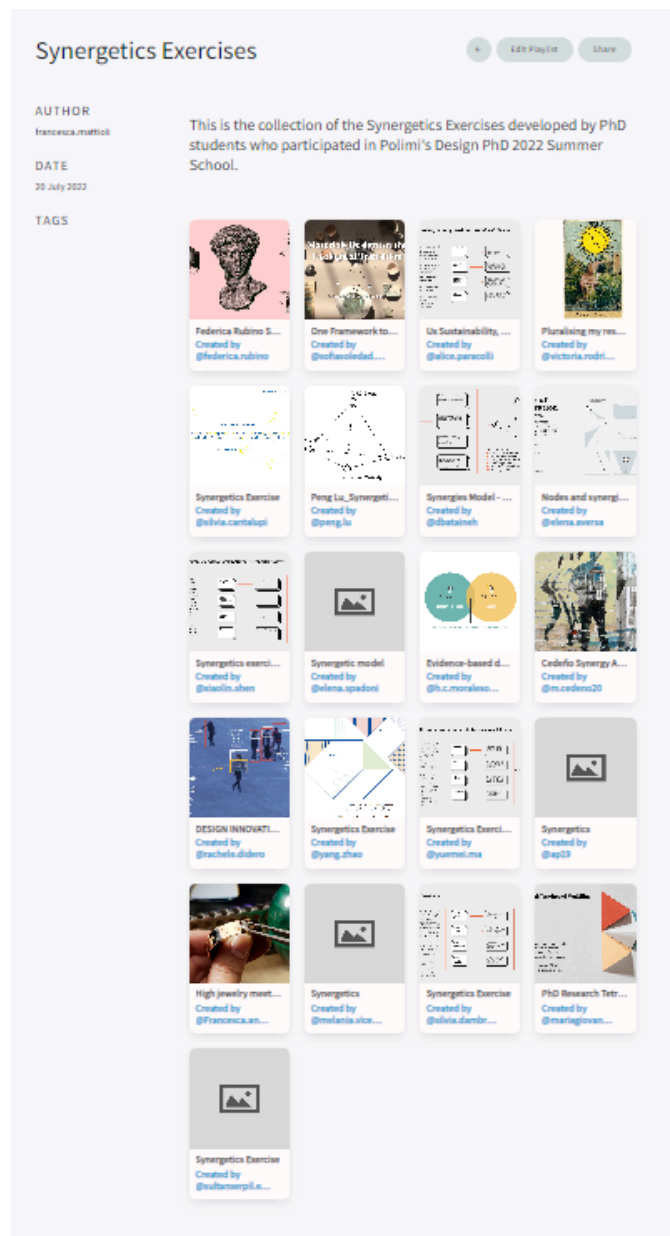 Synergetics Exercises
←
Edit Playlist
Share
AUTHOR
francesca.mattioli
DATE
20 July 2022
TAGS
This is the collection of the Synergetics Exercises developed by PhD
students who participated in Polimi's Design PhD 2022 Summer
School.
Federica Rubino S...
Created by
@federica.rubino
One Framework to...
Created by
@sofiasoledad....
Ux Sustainability, ...
Created by
@alice.paracolli
Pluralising my res...
Created by
@victoria.rodri...
Synergetics Exercise
Created by
@silvia.cantalupi
Peng Lu_Synergeti...
Created by
@peng.lu
Synergies Model - ...
Created by
@dbataineh
Nodes and synergi...
Created by
@elena.aversa
Synergetics exerci...
Created by
@xiaolin.shen
Synergetic model
Created by
@elena.spadoni
Evidence-based d...
Created by
@h.c.moraleso...
Cedeño Synergy A...
Created by
@m.cedeno20
DESIGN INNOVATI...
Created by
@rachele.didero
Synergetics Exercise
Created by
@yang.zhao
Synergetics Exerci...
Created by
@yuemei.ma
Synergetics
Created by
@ap19
High jewelry meet...
Created by
@Francesca.an...
Synergetics
Created by
@melania.vice...
Synergetics Exercise
Created by
@silvia.dambr...
PhD Research Tetr...
Created by
@mariagiovan...
Synergetics Exercise
Created by
@sultanserpil.e...